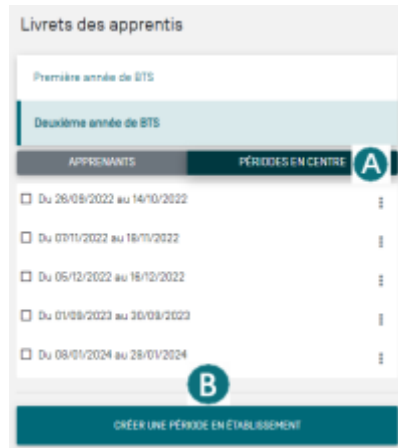 Livrets des apprentis
Première année de BTS
Deuxième année de BTS
APPRENANTS PÉRIODES EN CENTRE A
Du 26/09/2022 au 14/10/2022
Du 07/11/2022 au 18/11/2022
Du 05/12/2022 au 16/12/2022
Du 01/09/2023 au 30/09/2023
Du 08/01/2024 au 28/01/2024
B
CRÉER UNE PÉRIODE EN ÉTABLISSEMENT